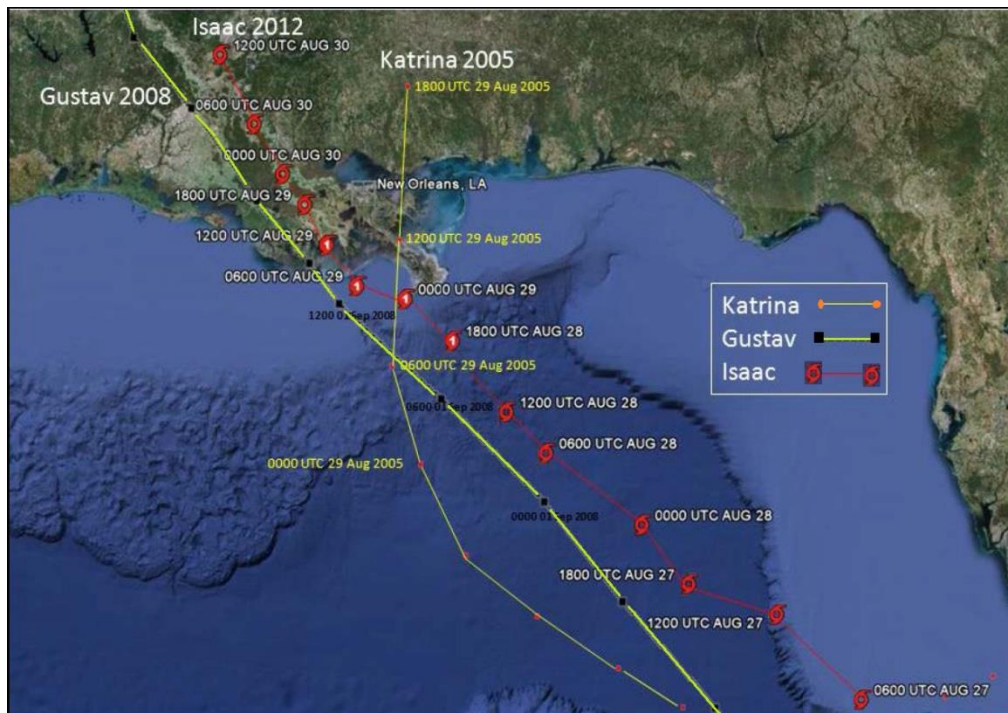 Isaac 2012
1200 UTC AUG 30
Katrina 2005
1800 UTC 29 Aug 2005
Gustav 2008
0600 UTC AUG 30
0000 UTC AUG 30
New Orleans, LA
1800 UTC AUG 29
1200 UTC AUG 29
1200 UTC 29 Aug 2005
0600 UTC AUG 29
0000 UTC AUG 29
1200 01 Sep 2008
1
1
1
1
1800 UTC AUG 28
Katrina
Gustav
Isaac
0600 UTC 29 Aug 2005
0600 01 Sep 2008
1200 UTC AUG 28
0600 UTC AUG 28
0000 UTC 29 Aug 2005
0000 01 Sep 2008
0000 UTC AUG 28
1800 UTC AUG 27
1200 UTC AUG 27
0600 UTC AUG 27